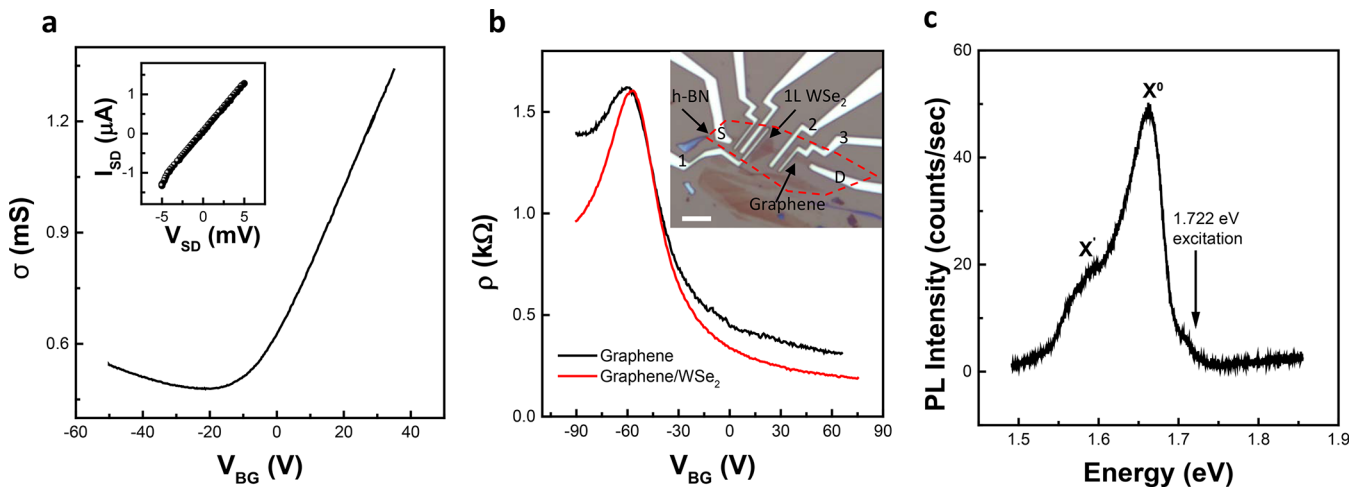 a
σ (mS)
1.2
0.9
0.6
-60
-40
-20
0
20
40
V_BG (V)
I_SD (μA)
1
0
-1
-5
0
5
V_SD (mV)
b
ρ (kΩ)
1.5
1.0
0.5
0.0
-90
-60
-30
0
30
60
90
V_BG (V)
Graphene
Graphene/WSe₂
h-BN
1L WSe₂
S
2
3
1
D
Graphene
c
PL Intensity (counts/sec)
60
40
20
0
1.5
1.6
1.7
1.8
1.9
Energy (eV)
X⁰
X'
1.722 eV
excitation